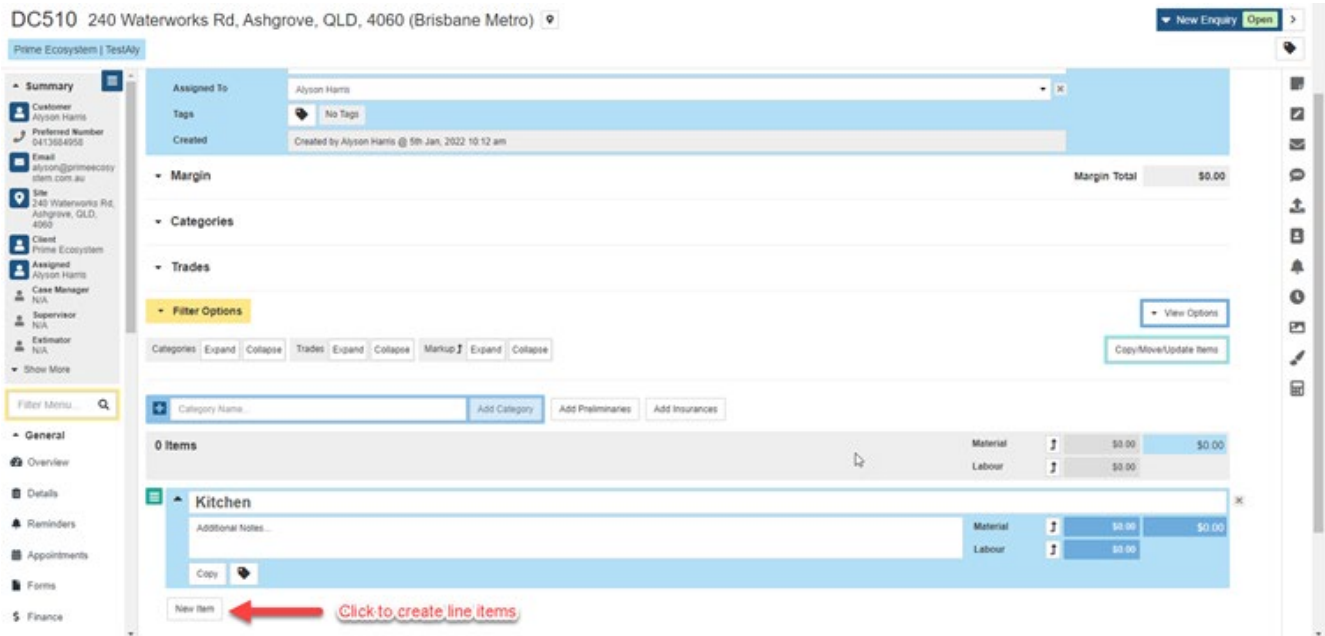 DC510 240 Waterworks Rd, Ashgrove, QLD, 4060 (Brisbane Metro)
New Enquiry Open
Prime Ecosystem | TestAly
Summary
Customer
Alyson Harris
Preferred Number
0413684958
Email
alyson@primeecosy
stem.com.au
Site
240 Waterworks Rd,
Ashgrove, QLD,
4060
Client
Prime Ecosystem
Assigned
Alyson Harris
Case Manager
N/A
Supervisor
N/A
Estimator
N/A
Show More
Filter Menu...
General
Overview
Details
Reminders
Appointments
Forms
$ Finance
Assigned To Alyson Harris
Tags No Tags
Created Created by Alyson Harris @ 5th Jan, 2022 10:12 am
Margin Margin Total $0.00
Categories
Trades
Filter Options View Options
Categories Expand Collapse Trades Expand Collapse Markup Expand Collapse Copy/Move/Update Items
Category Name... Add Category Add Preliminaries Add Insurances
0 Items Material $0.00 $0.00
Labour $0.00
Kitchen
Additional Notes... Material $0.00 $0.00
Labour $0.00
Copy
New Item Click to create line items